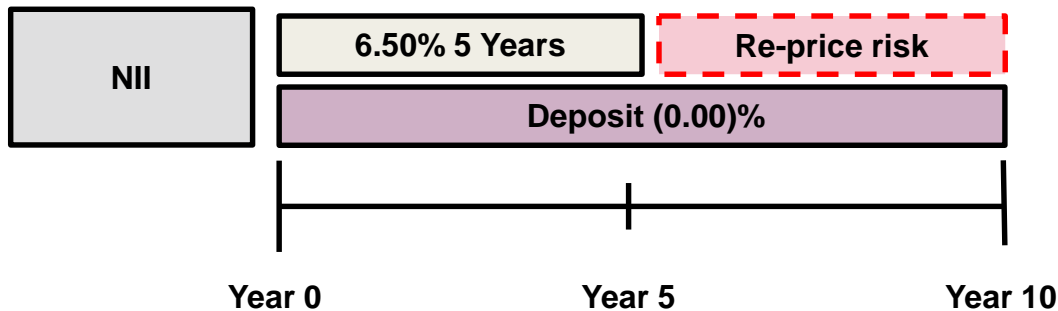 NII
6.50% 5 Years
Re-price risk
Deposit (0.00)%
Year 0
Year 5
Year 10